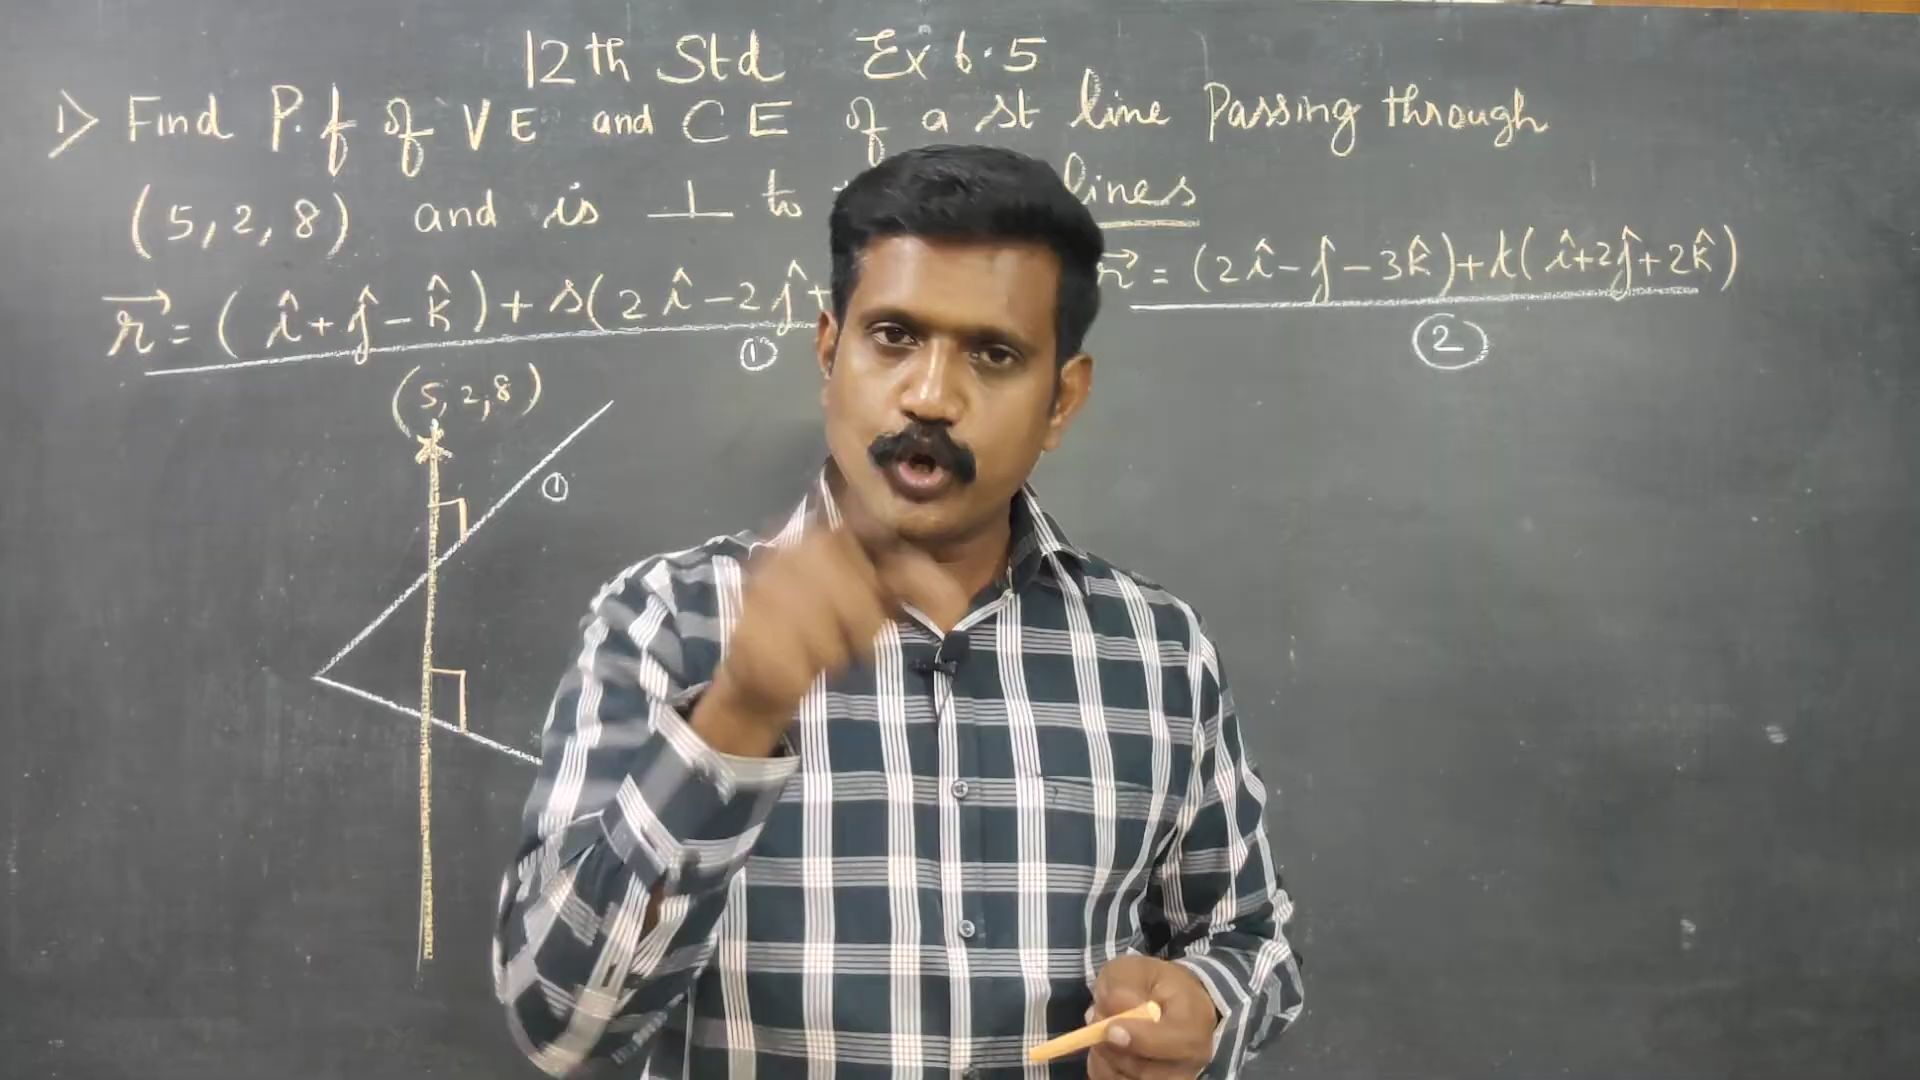 12th Std Ex 6.5
1) Find P.f of VE and CE of a st line Passing through
(5,2,8) and is ⊥ to lines
r⃗ = (î+ĵ-k̂)+s(2î-2ĵ+
r⃗ = (2î-ĵ-3k̂)+t(î+2ĵ+2k̂)
①
②
(5,2,8)
①